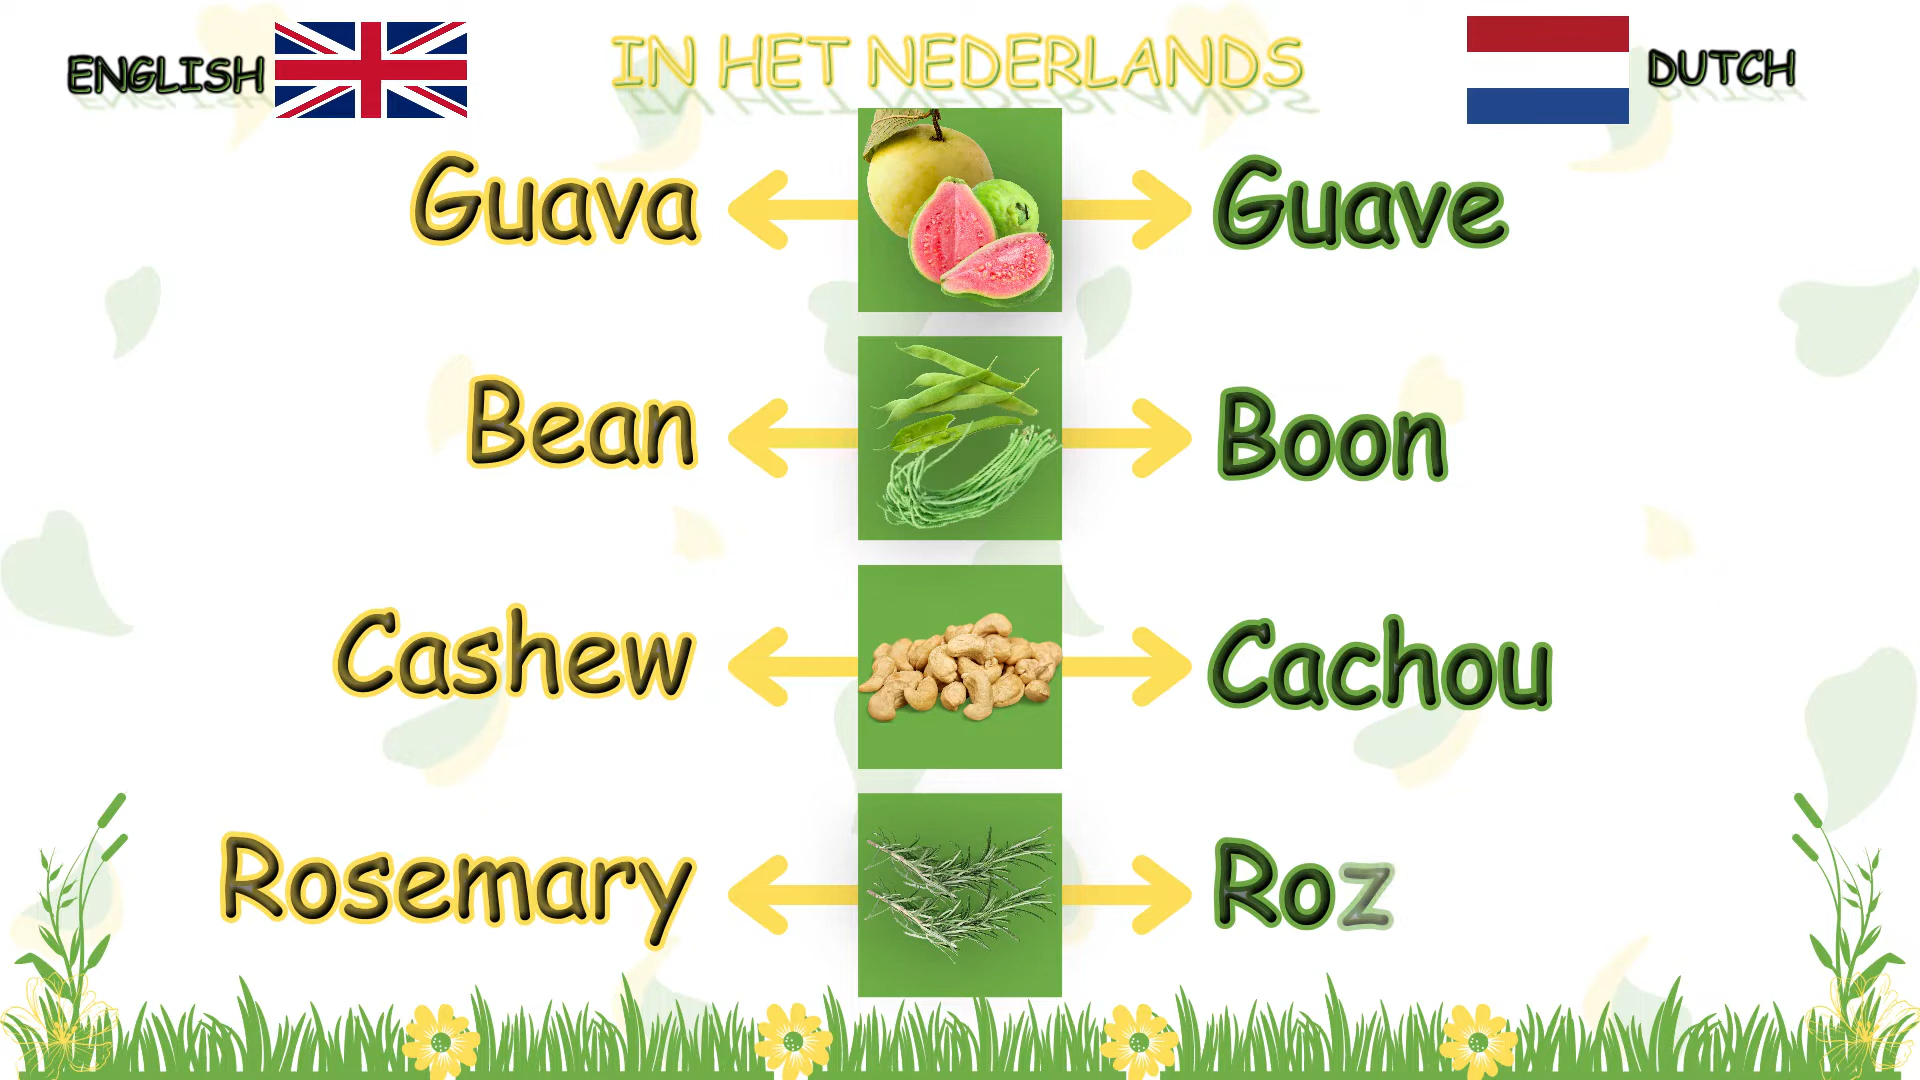 ENGLISH
IN HET NEDERLANDS
DUTCH
Guava
Guave
Bean
Boon
Cashew
Cachou
Rosemary
Roz